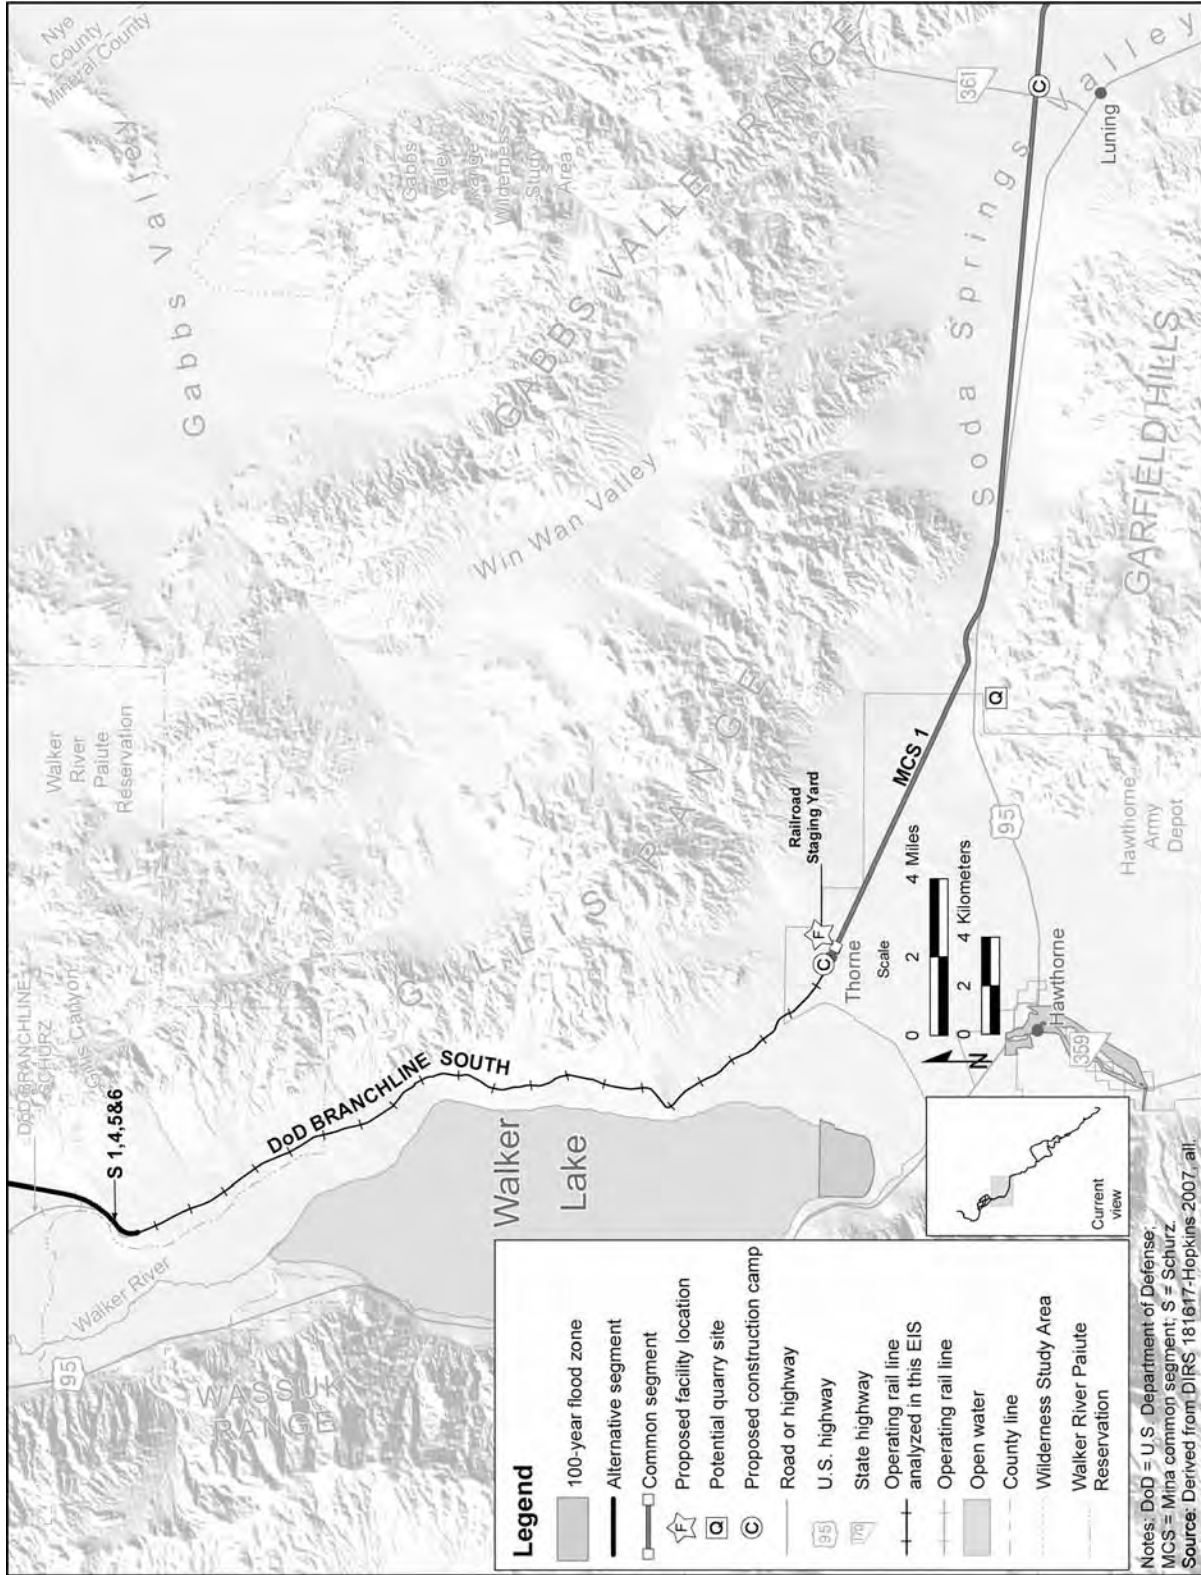 Nye
County
Mineral County
DoD BRANCHLINE
SCHURZ
Gillis Canyon
S 1,4,5&6
Walker River
95
WASSUK
RANGE
Walker
River
Paiute
Reservation
Gabbs Valley
Gabbs
Valley
Range
Wilderness
Study
Area
GABBS VALLEY RANGE
Win Wan Valley
GILLIS RANGE
DoD BRANCHLINE SOUTH
Walker
Lake
Railroad
Staging Yard
F
C
Thorne
MCS 1
Q
95
Soda Springs Valley
361
C
Luning
GARFIELD HILLS
Hawthorne
Army
Depot
Hawthorne
359
N
Scale
0 2 4 Miles
0 2 4 Kilometers
Current
view
Legend
100-year flood zone
Alternative segment
Common segment
F Proposed facility location
Q Potential quarry site
C Proposed construction camp
Road or highway
95 U.S. highway
170 State highway
Operating rail line
analyzed in this EIS
Operating rail line
Open water
County line
Wilderness Study Area
Walker River Paiute
Reservation
Notes: DoD = U.S. Department of Defense;
MCS = Mina common segment; S = Schurz.
Source: Derived from DIRS 181617-Hopkins 2007, all.